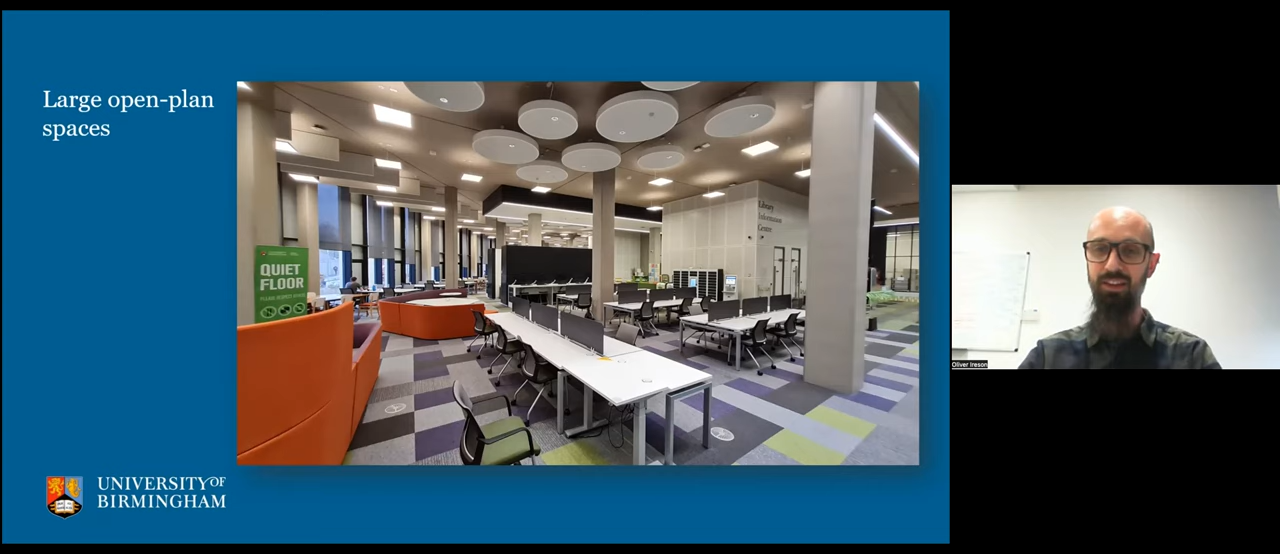 Large open-plan
spaces
QUIET
FLOOR
Library
Information
Centre
UNIVERSITY OF
BIRMINGHAM
Oliver Ireson